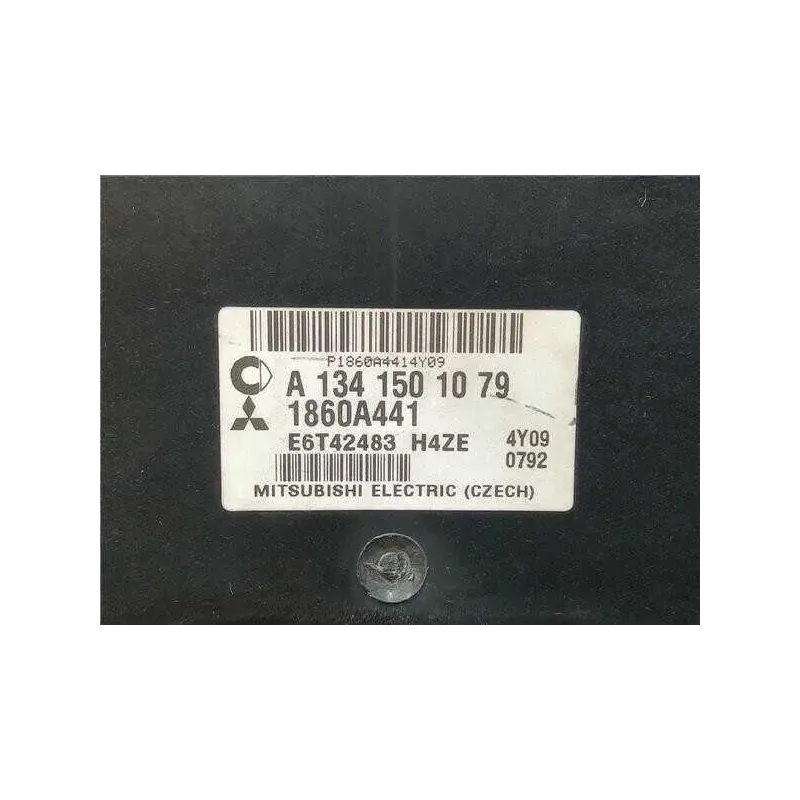 P1860A4414Y09
A 134 150 10 79
1860A441
E6T42483 H4ZE 4Y09
0792
MITSUBISHI ELECTRIC (CZECH)